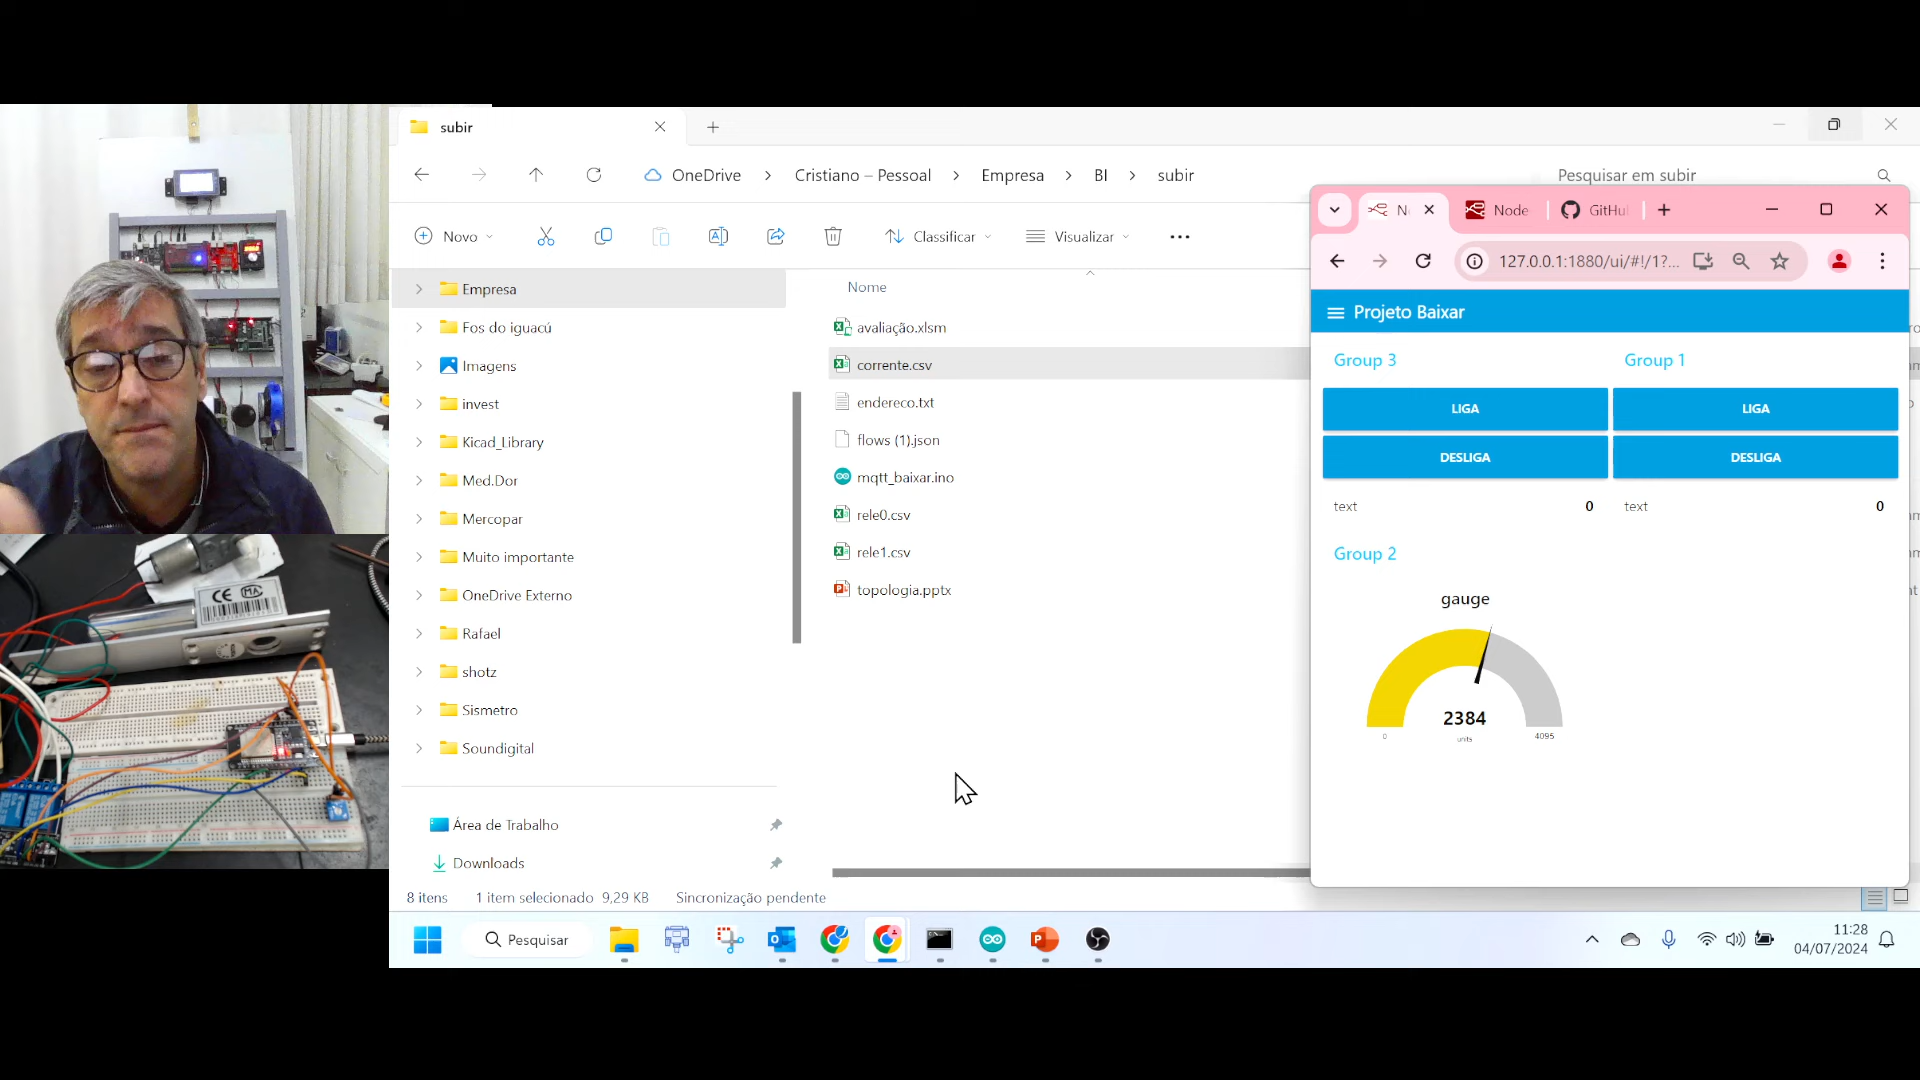 subir
OneDrive > Cristiano – Pessoal > Empresa > BI > subir
Pesquisar em subir
Novo
Classificar
Visualizar
Empresa
Fos do iguacú
Imagens
invest
Kicad_Library
Med.Dor
Mercopar
Muito importante
OneDrive Externo
Rafael
shotz
Sismetro
Soundigital
Área de Trabalho
Downloads
Nome
avaliação.xlsm
corrente.csv
endereco.txt
flows (1).json
mqtt_baixar.ino
rele0.csv
rele1.csv
topologia.pptx
8 itens
1 item selecionado 9,29 KB
Sincronização pendente
N
Node
GitHu
127.0.0.1:1880/ui/#!/1?...
Projeto Baixar
Group 3
LIGA
DESLIGA
text 0
Group 1
LIGA
DESLIGA
text 0
Group 2
gauge
2384
units
0
4095
Pesquisar
11:28
04/07/2024
CE
MA